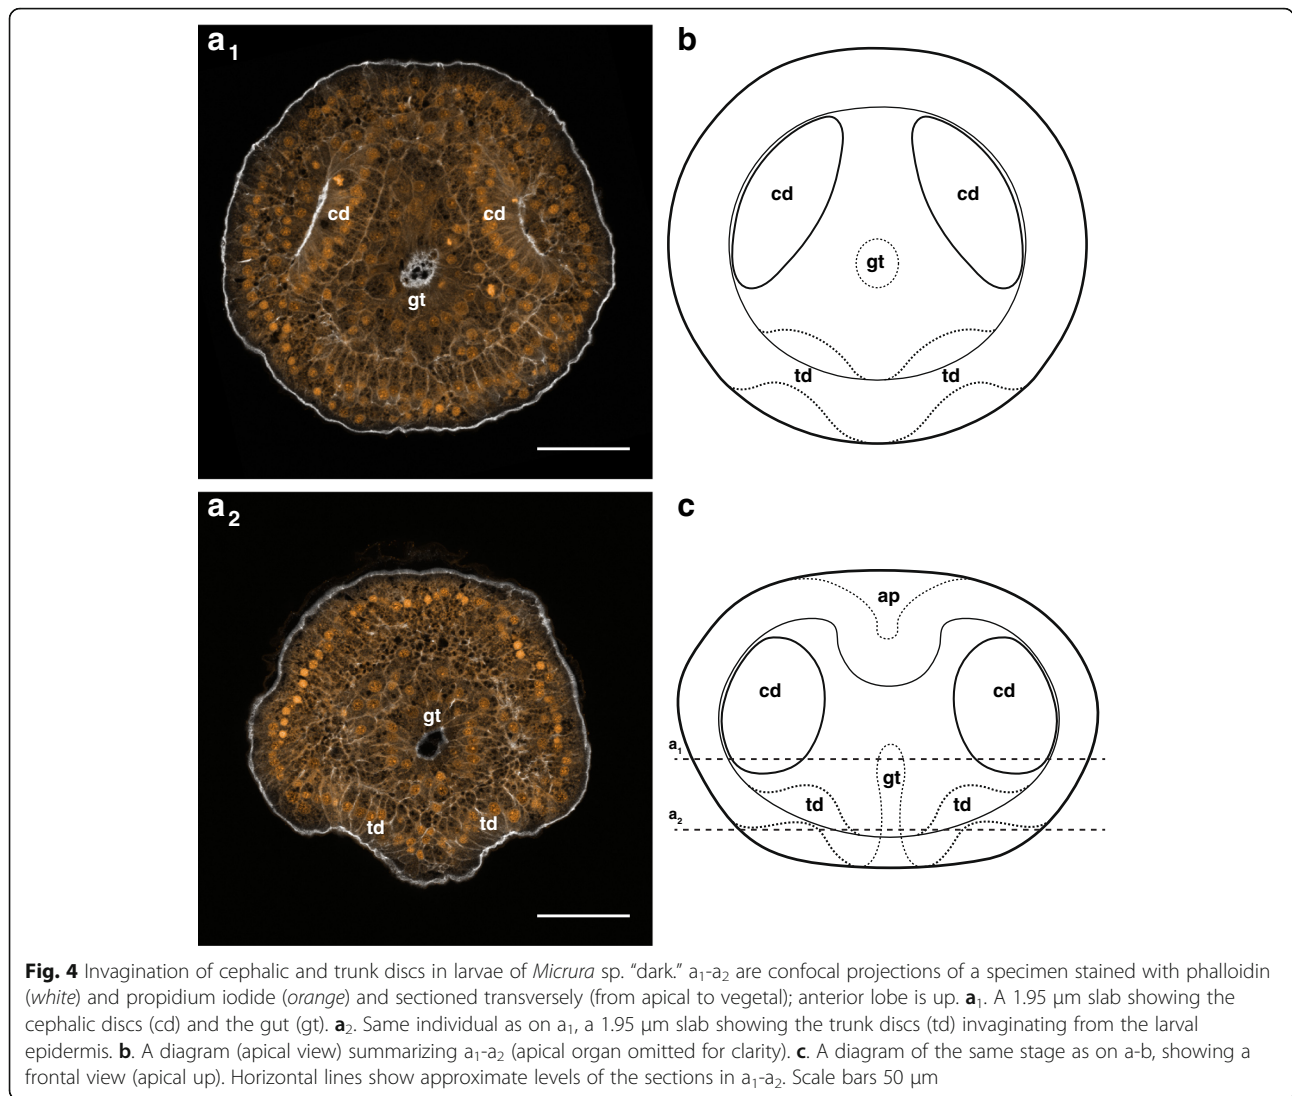 a1
b
cd
cd
gt
cd
cd
gt
td
td
a2
c
gt
td
td
ap
cd
cd
a1
gt
td
td
a2
Fig. 4 Invagination of cephalic and trunk discs in larvae of Micrura sp. “dark.” a1-a2 are confocal projections of a specimen stained with phalloidin
(white) and propidium iodide (orange) and sectioned transversely (from apical to vegetal); anterior lobe is up. a1. A 1.95 µm slab showing the
cephalic discs (cd) and the gut (gt). a2. Same individual as on a1, a 1.95 µm slab showing the trunk discs (td) invaginating from the larval
epidermis. b. A diagram (apical view) summarizing a1-a2 (apical organ omitted for clarity). c. A diagram of the same stage as on a-b, showing a
frontal view (apical up). Horizontal lines show approximate levels of the sections in a1-a2. Scale bars 50 µm